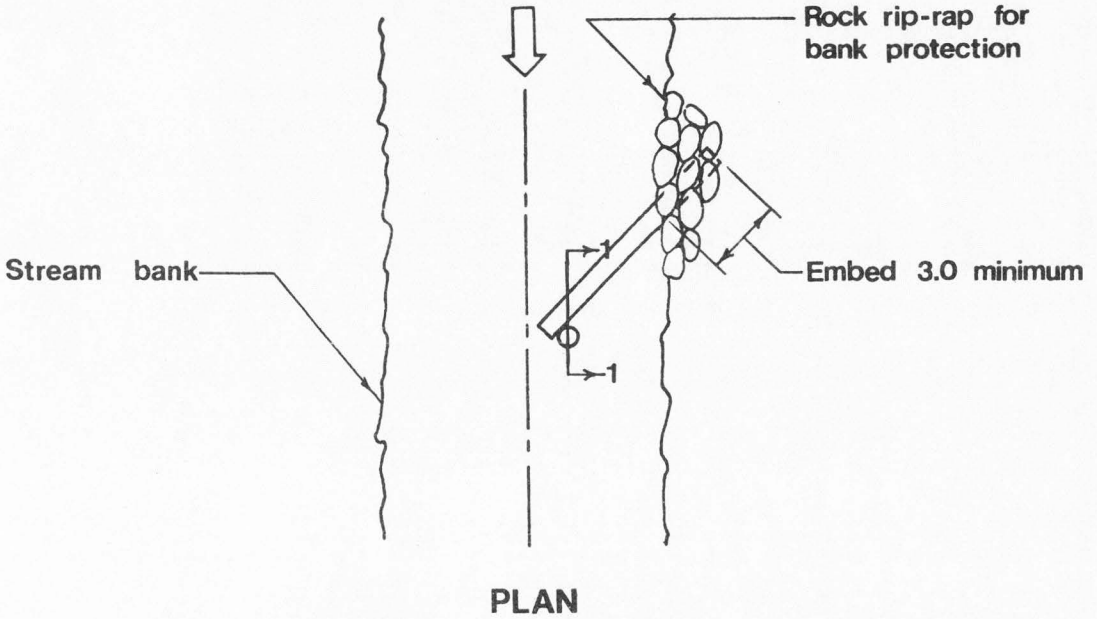 Rock rip-rap for
bank protection
1
Stream bank
Embed 3.0 minimum
1
PLAN